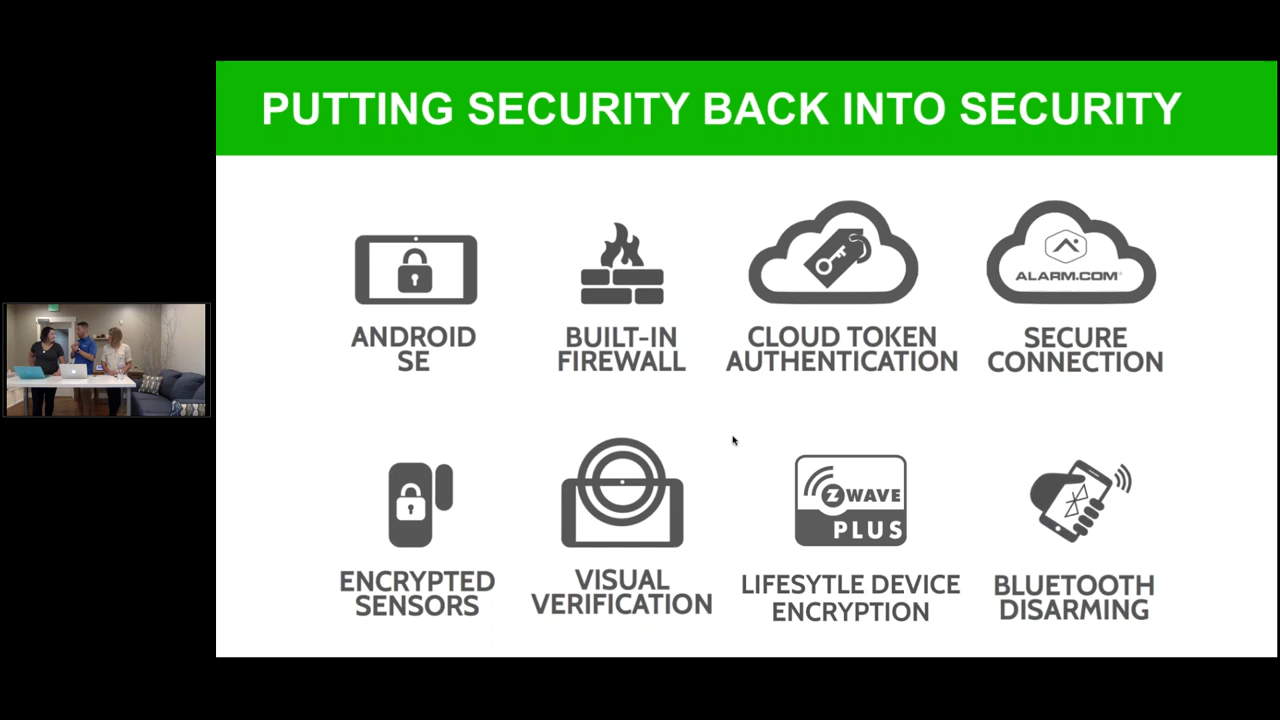 PUTTING SECURITY BACK INTO SECURITY
ALARM.COM
ANDROID
SE
BUILT-IN
FIREWALL
CLOUD TOKEN
AUTHENTICATION
SECURE
CONNECTION
Z WAVE
PLUS
ENCRYPTED
SENSORS
VISUAL
VERIFICATION
LIFESYTLE DEVICE
ENCRYPTION
BLUETOOTH
DISARMING